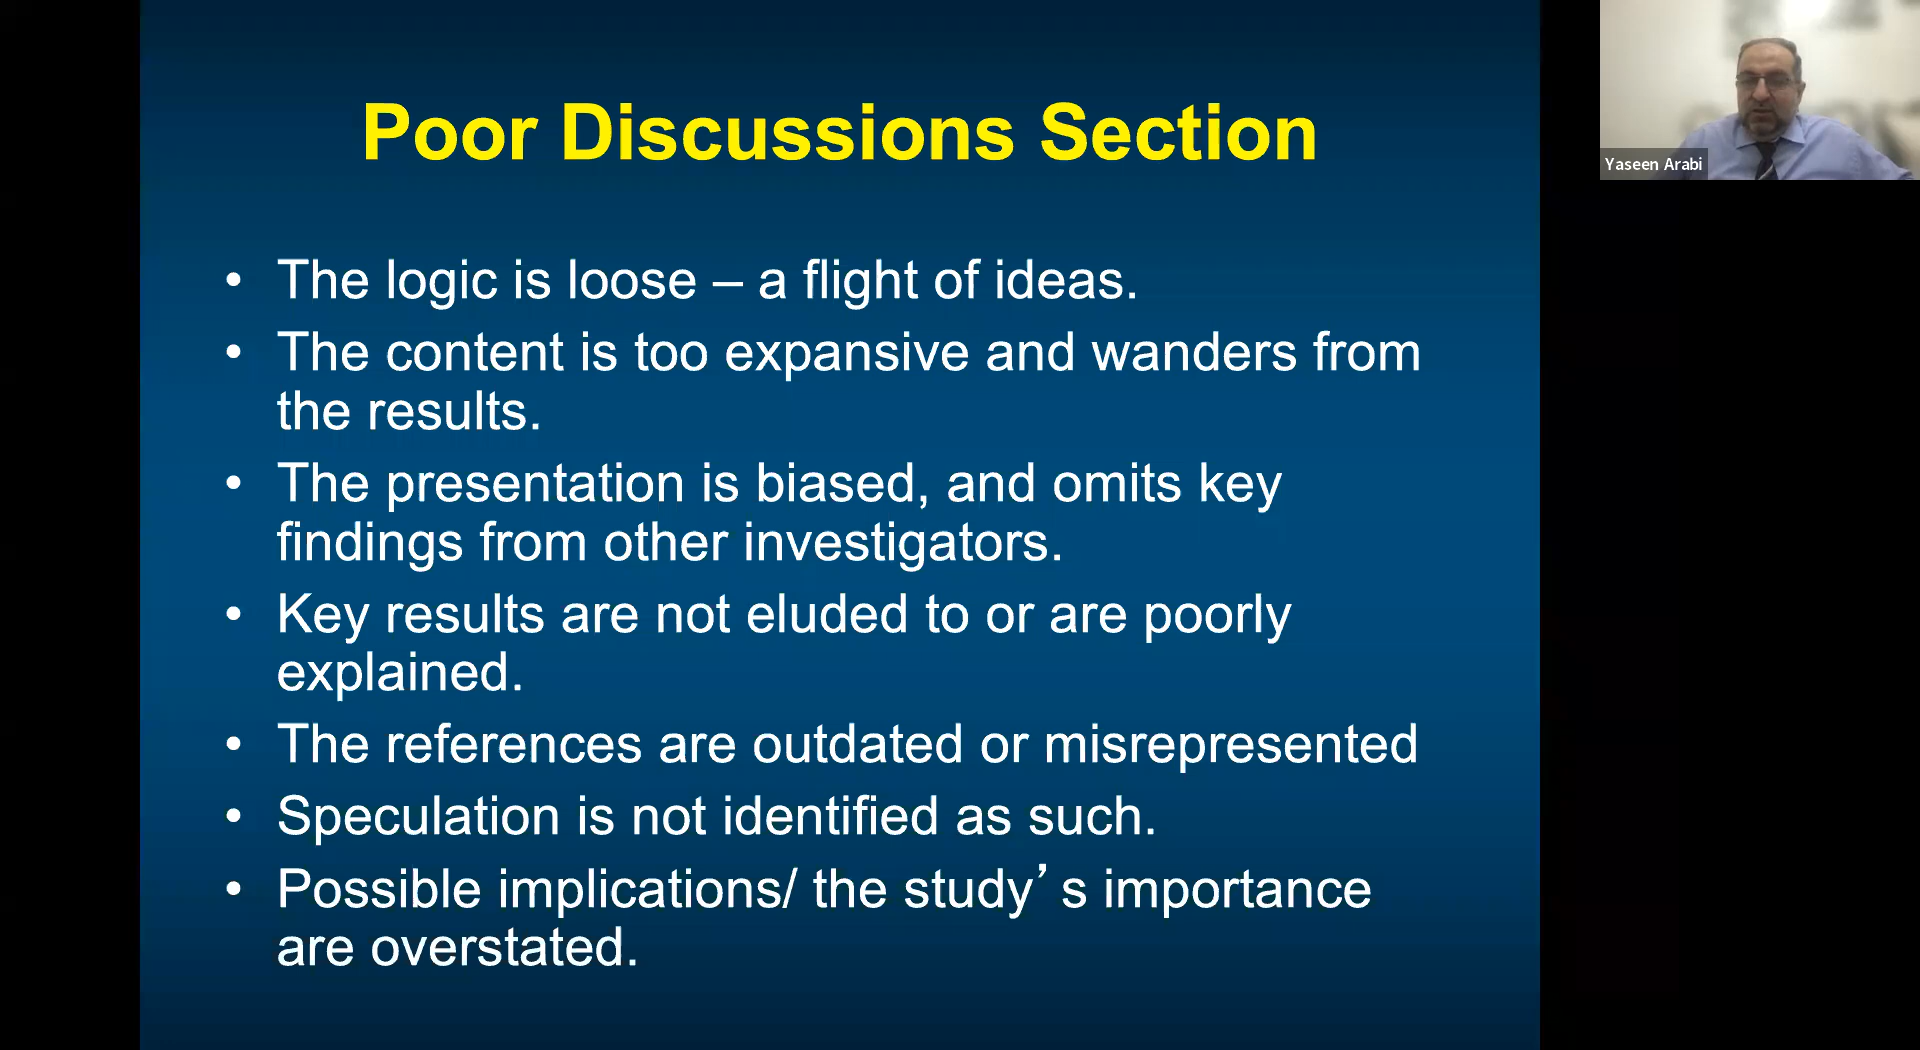 Poor Discussions Section
• The logic is loose – a flight of ideas.
• The content is too expansive and wanders from
the results.
• The presentation is biased, and omits key
findings from other investigators.
• Key results are not eluded to or are poorly
explained.
• The references are outdated or misrepresented
• Speculation is not identified as such.
• Possible implications/ the study’s importance
are overstated.
Yaseen Arabi